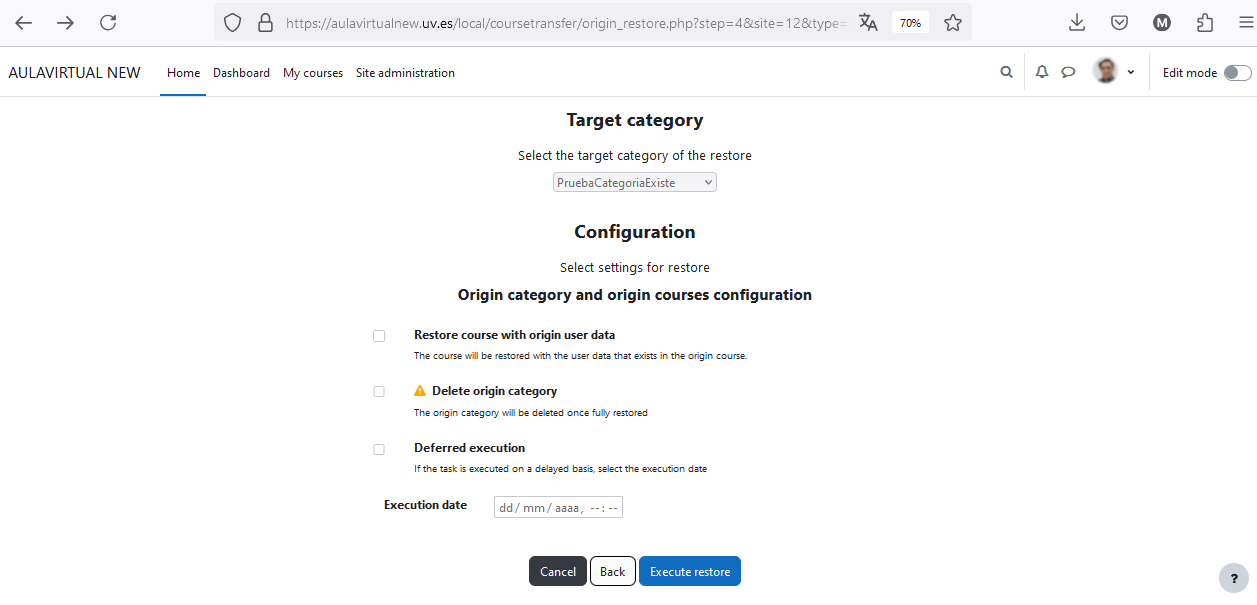 https://aulavirtualnew.uv.es/local/coursetransfer/origin_restore.php?step=4&site=12&type=
70%
M
AULAVIRTUAL NEW Home Dashboard My courses Site administration Edit mode
Target category
Select the target category of the restore
PruebaCategoriaExiste
Configuration
Select settings for restore
Origin category and origin courses configuration
Restore course with origin user data
The course will be restored with the user data that exists in the origin course.
Delete origin category
The origin category will be deleted once fully restored
Deferred execution
If the task is executed on a delayed basis, select the execution date
Execution date dd/mm/aaaa, --:--
Cancel Back Execute restore
?